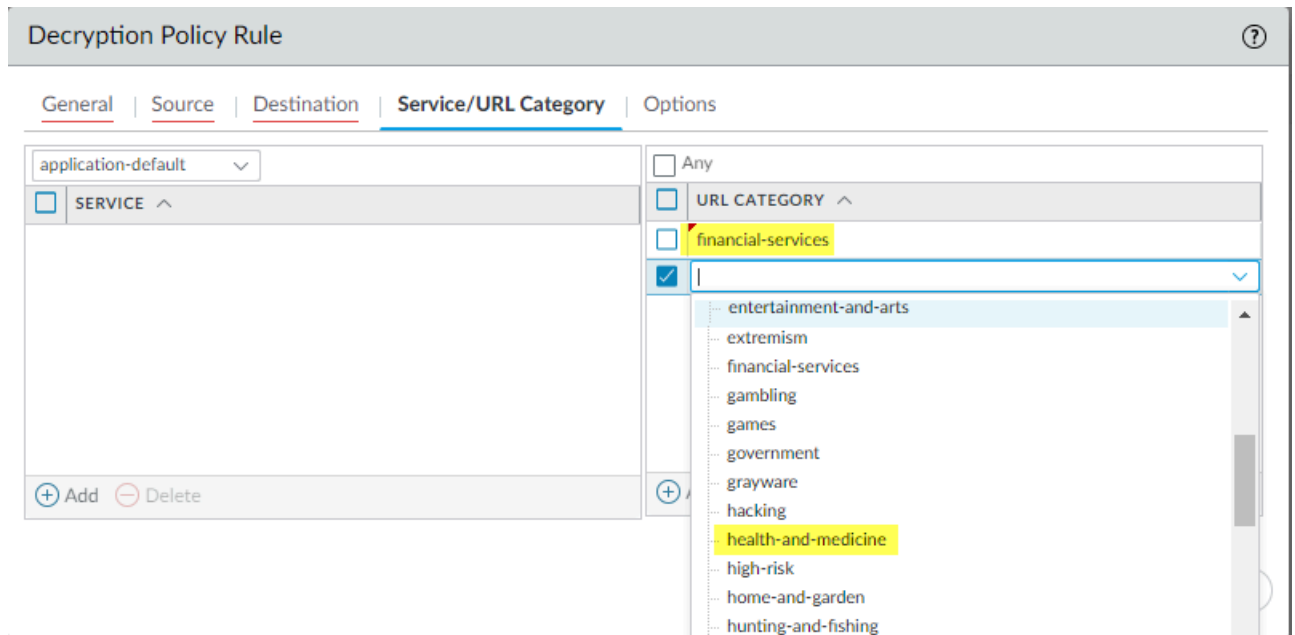 Decryption Policy Rule
General | Source | Destination | Service/URL Category | Options
application-default
SERVICE
Add Delete
Any
URL CATEGORY
financial-services
entertainment-and-arts
extremism
financial-services
gambling
games
government
grayware
hacking
health-and-medicine
high-risk
home-and-garden
hunting-and-fishing